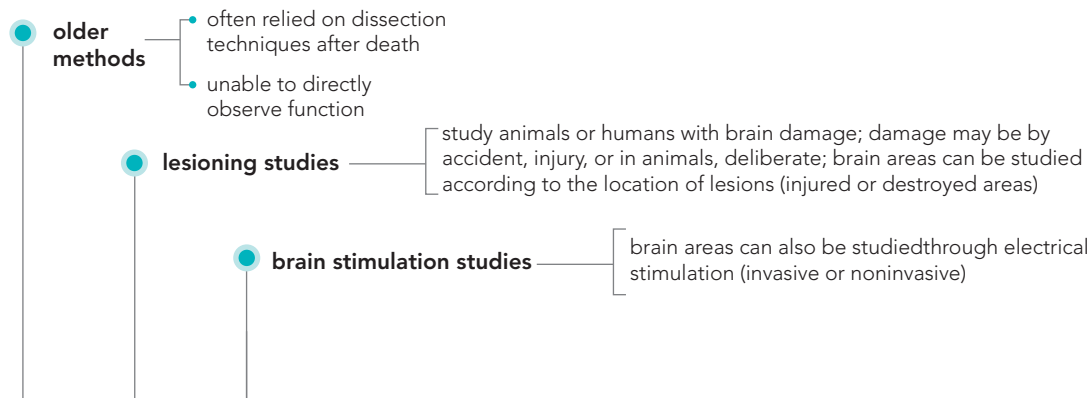 older
methods
often relied on dissection
techniques after death
unable to directly
observe function
lesioning studies
study animals or humans with brain damage; damage may be by
accident, injury, or in animals, deliberate; brain areas can be studied
according to the location of lesions (injured or destroyed areas)
brain stimulation studies
brain areas can also be studiedthrough electrical
stimulation (invasive or noninvasive)